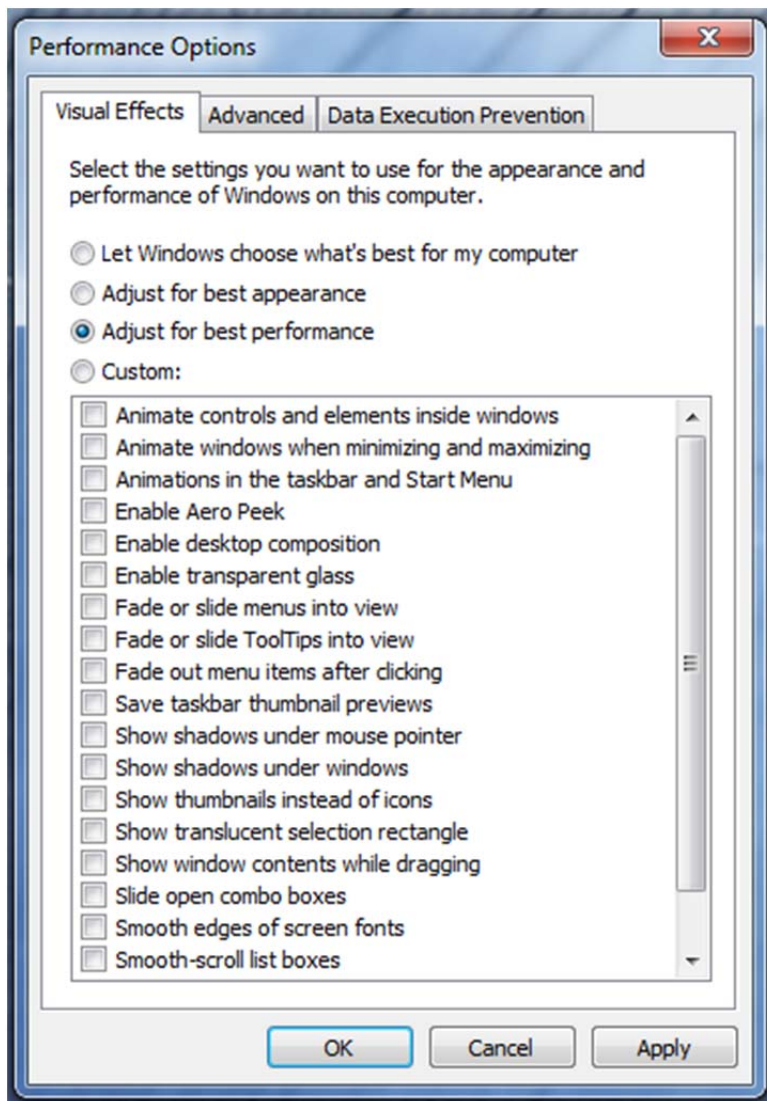 Performance Options
Visual Effects
Advanced
Data Execution Prevention
Select the settings you want to use for the appearance and
performance of Windows on this computer.
Let Windows choose what's best for my computer
Adjust for best appearance
Adjust for best performance
Custom:
Animate controls and elements inside windows
Animate windows when minimizing and maximizing
Animations in the taskbar and Start Menu
Enable Aero Peek
Enable desktop composition
Enable transparent glass
Fade or slide menus into view
Fade or slide ToolTips into view
Fade out menu items after clicking
Save taskbar thumbnail previews
Show shadows under mouse pointer
Show shadows under windows
Show thumbnails instead of icons
Show translucent selection rectangle
Show window contents while dragging
Slide open combo boxes
Smooth edges of screen fonts
Smooth-scroll list boxes
OK
Cancel
Apply